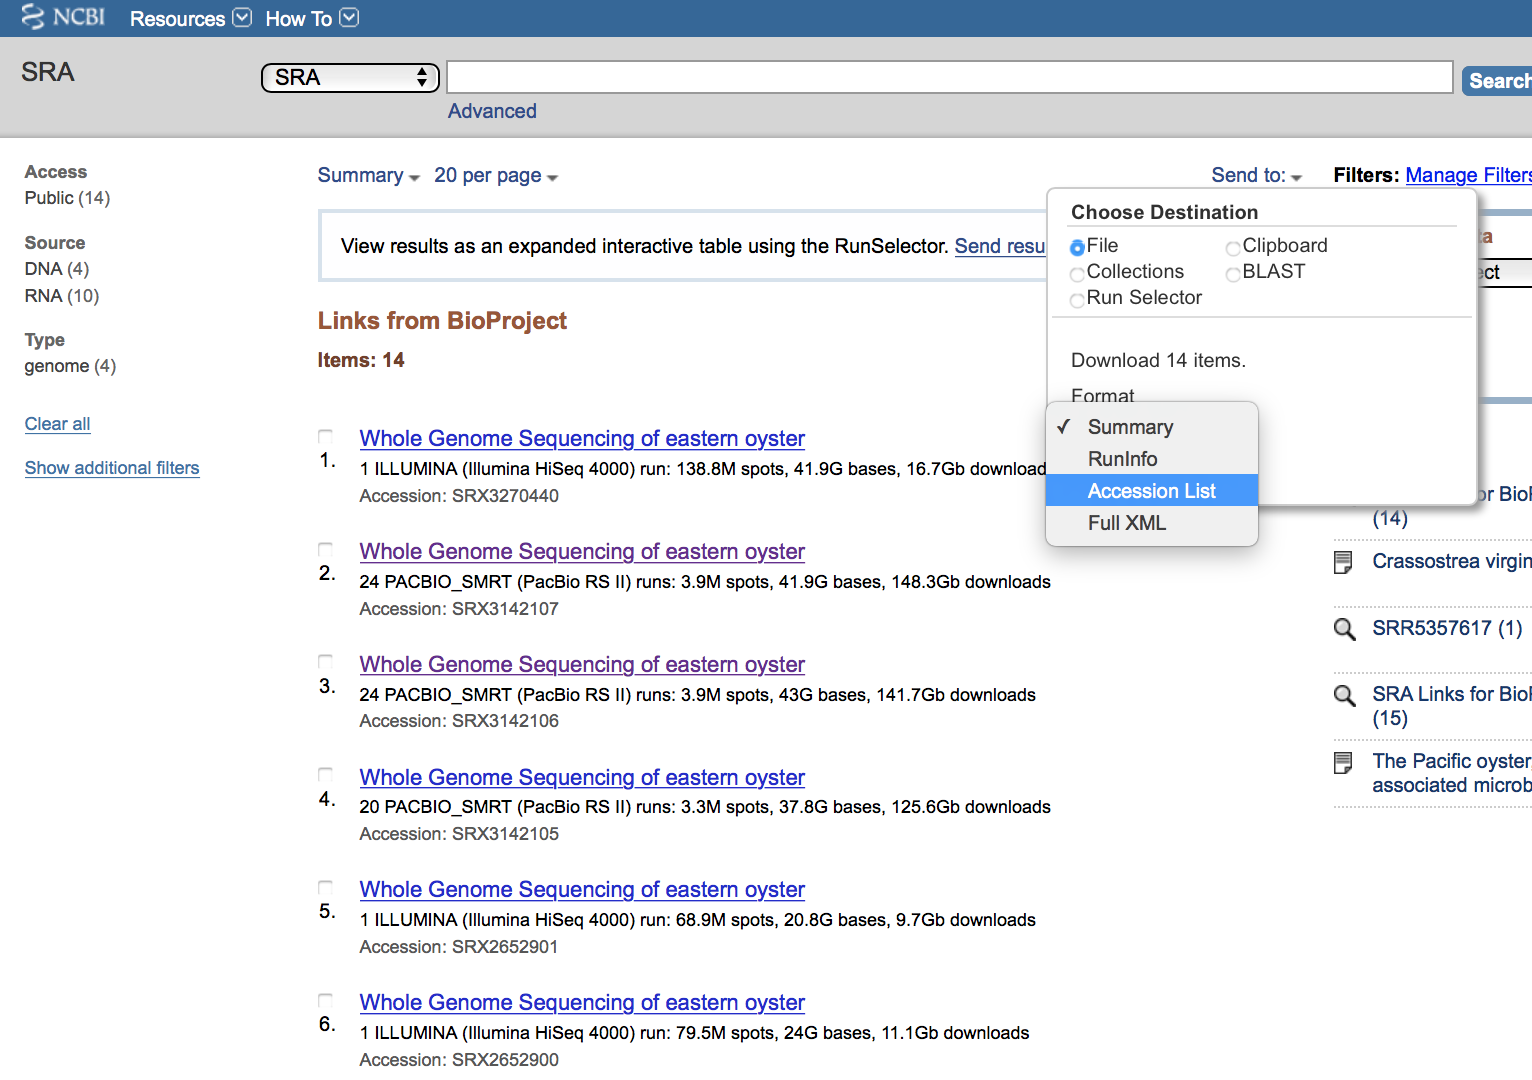 NCBI Resources How To
SRA
SRA
Search
Advanced
Access
Public (14)
Source
DNA (4)
RNA (10)
Type
genome (4)
Clear all
Show additional filters
Summary 20 per page Send to:
View results as an expanded interactive table using the RunSelector. Send resu
Links from BioProject
Items: 14
1.
Whole Genome Sequencing of eastern oyster
1 ILLUMINA (Illumina HiSeq 4000) run: 138.8M spots, 41.9G bases, 16.7Gb download
Accession: SRX3270440
2.
Whole Genome Sequencing of eastern oyster
24 PACBIO_SMRT (PacBio RS II) runs: 3.9M spots, 41.9G bases, 148.3Gb downloads
Accession: SRX3142107
3.
Whole Genome Sequencing of eastern oyster
24 PACBIO_SMRT (PacBio RS II) runs: 3.9M spots, 43G bases, 141.7Gb downloads
Accession: SRX3142106
4.
Whole Genome Sequencing of eastern oyster
20 PACBIO_SMRT (PacBio RS II) runs: 3.3M spots, 37.8G bases, 125.6Gb downloads
Accession: SRX3142105
5.
Whole Genome Sequencing of eastern oyster
1 ILLUMINA (Illumina HiSeq 4000) run: 68.9M spots, 20.8G bases, 9.7Gb downloads
Accession: SRX2652901
6.
Whole Genome Sequencing of eastern oyster
1 ILLUMINA (Illumina HiSeq 4000) run: 79.5M spots, 24G bases, 11.1Gb downloads
Accession: SRX2652900
Choose Destination
File Clipboard
Collections BLAST
Run Selector
Download 14 items.
Format
✓ Summary
RunInfo
Accession List
Full XML
Filters: Manage Filters
ta
ect
or BioP
(14)
Crassostrea virgin
SRR5357617 (1)
SRA Links for BioP
(15)
The Pacific oyster,
associated microb